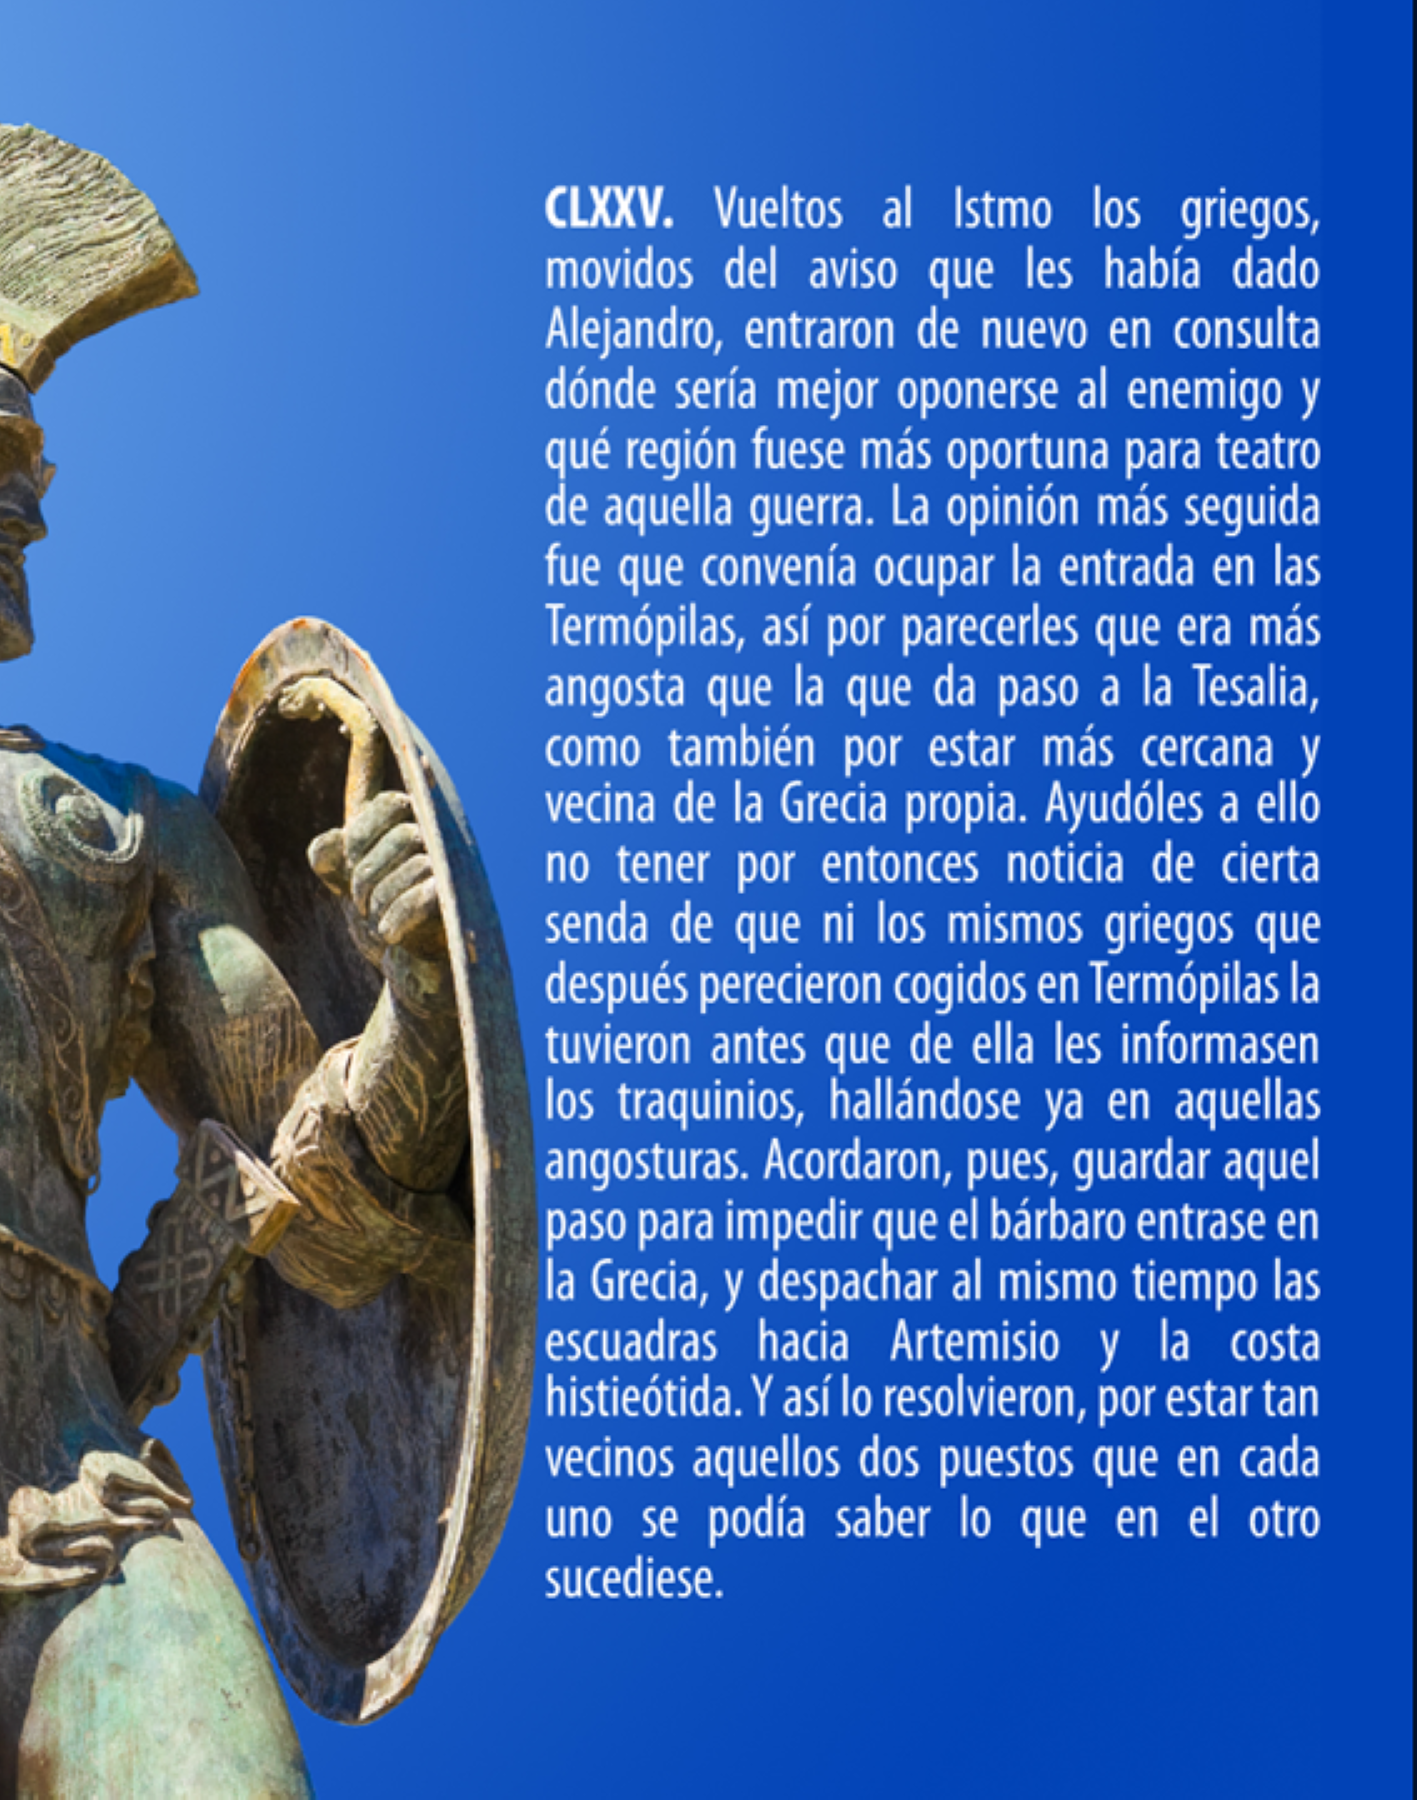 CLXXV. Vueltos al Istmo los griegos,
movidos del aviso que les había dado
Alejandro, entraron de nuevo en consulta
dónde sería mejor oponerse al enemigo y
qué región fuese más oportuna para teatro
de aquella guerra. La opinión más seguida
fue que convenía ocupar la entrada en las
Termópilas, así por parecerles que era más
angosta que la que da paso a la Tesalia,
como también por estar más cercana y
vecina de la Grecia propia. Ayudóles a ello
no tener por entonces noticia de cierta
senda de que ni los mismos griegos que
después perecieron cogidos en Termópilas la
tuvieron antes que de ella les informasen
los traquinios, hallándose ya en aquellas
angosturas. Acordaron, pues, guardar aquel
paso para impedir que el bárbaro entrase en
la Grecia, y despachar al mismo tiempo las
escuadras hacia Artemisio y la costa
histieótida. Y así lo resolvieron, por estar tan
vecinos aquellos dos puestos que en cada
uno se podía saber lo que en el otro
sucediese.